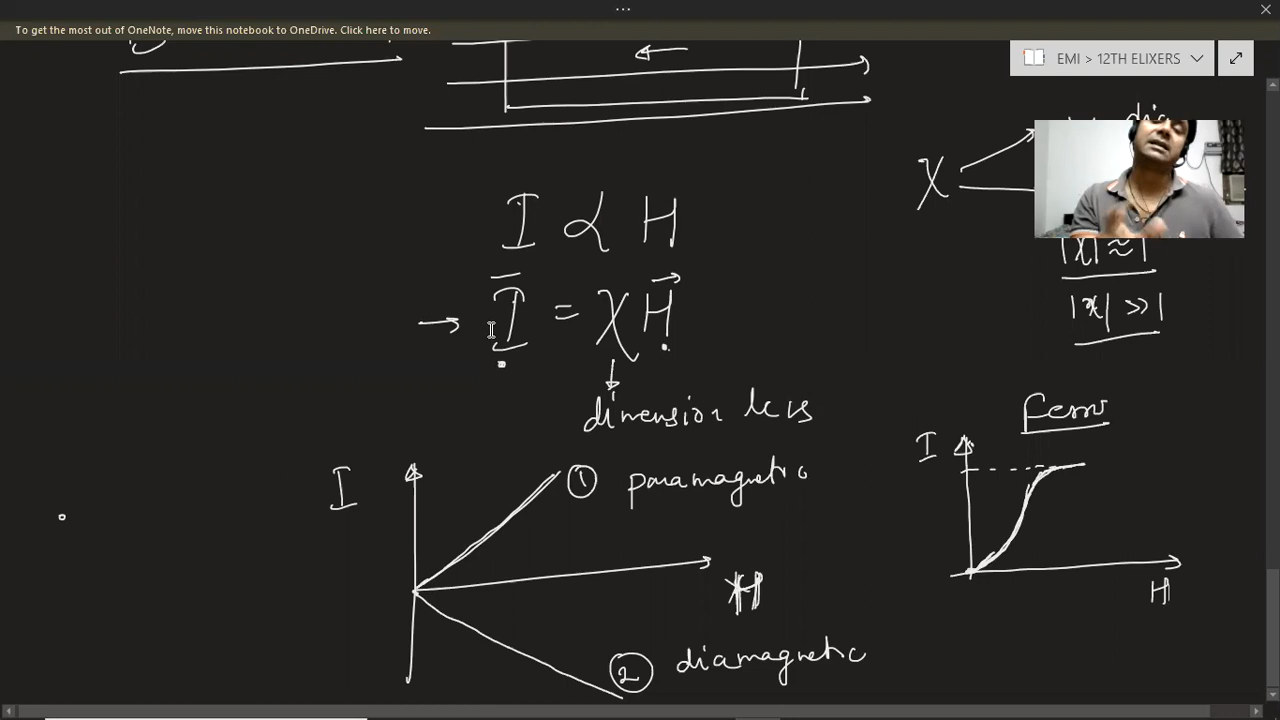 ...
To get the most out of OneNote, move this notebook to OneDrive. Click here to move.
EMI > 12TH ELIXERS
χ
I ∝ H
|χ| ≈ 1
I = χ H
|χ| >> 1
dimension less
Ferro
I
I
① paramagnetic
H
H
② diamagnetic